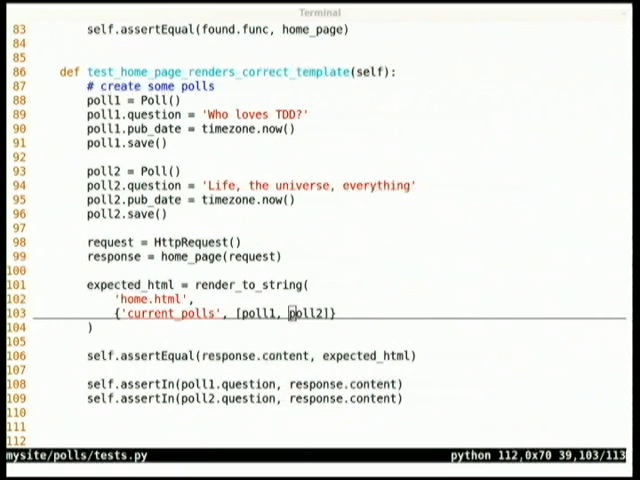 Terminal
83 self.assertEqual(found.func, home_page)
84
85
86 def test_home_page_renders_correct_template(self):
87 # create some polls
88 poll1 = Poll()
89 poll1.question = 'Who loves TDD?'
90 poll1.pub_date = timezone.now()
91 poll1.save()
92
93 poll2 = Poll()
94 poll2.question = 'Life, the universe, everything'
95 poll2.pub_date = timezone.now()
96 poll2.save()
97
98 request = HttpRequest()
99 response = home_page(request)
100
101 expected_html = render_to_string(
102 'home.html',
103 {'current_polls', [poll1, poll2]}
104 )
105
106 self.assertEqual(response.content, expected_html)
107
108 self.assertIn(poll1.question, response.content)
109 self.assertIn(poll2.question, response.content)
110
111
112
mysite/polls/tests.py python 112,0x70 39,103/113